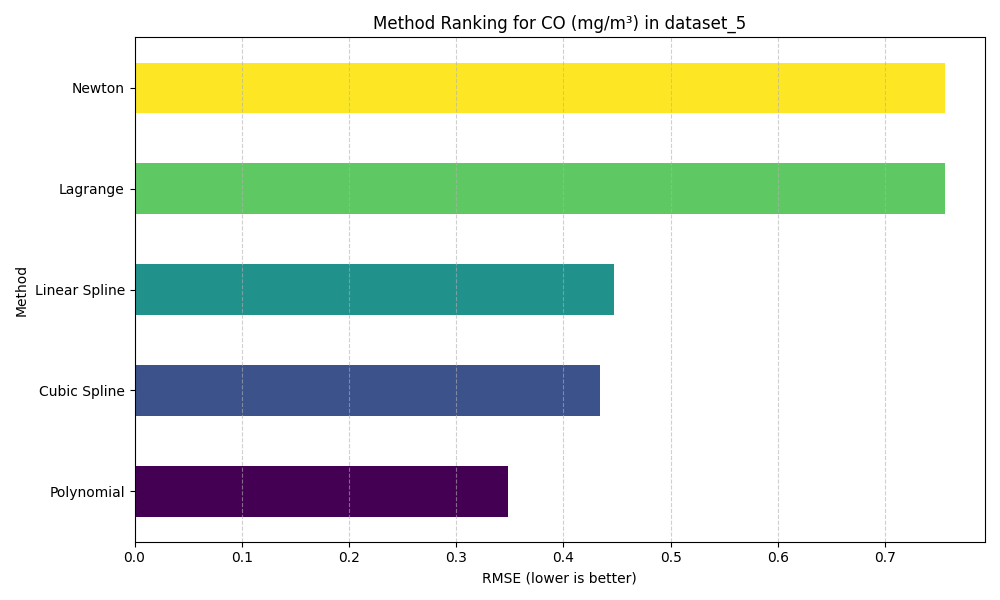 Method Ranking for CO (mg/m³) in dataset_5
Method
Newton
Lagrange
Linear Spline
Cubic Spline
Polynomial
0.0 0.1 0.2 0.3 0.4 0.5 0.6 0.7
RMSE (lower is better)